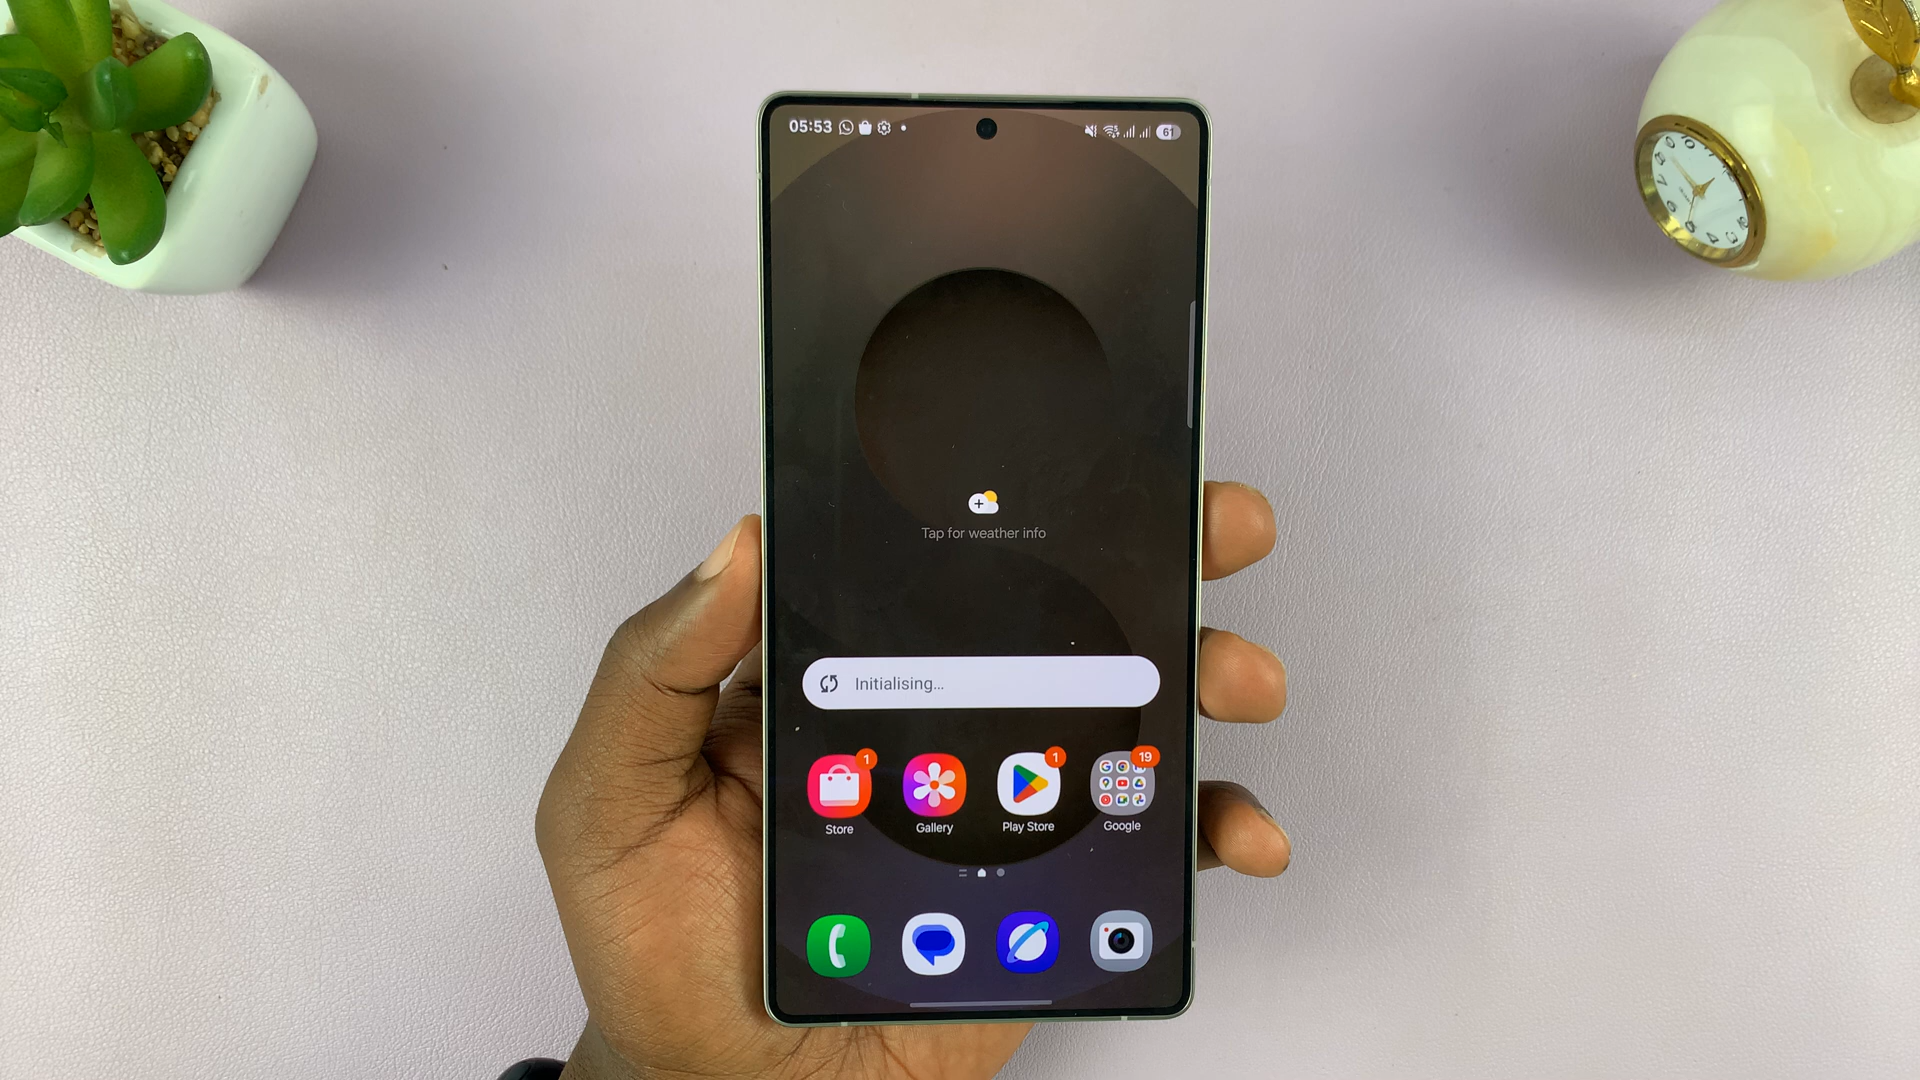 05:53
61
Tap for weather info
Initialising...
1
1
19
Store
Gallery
Play Store
Google